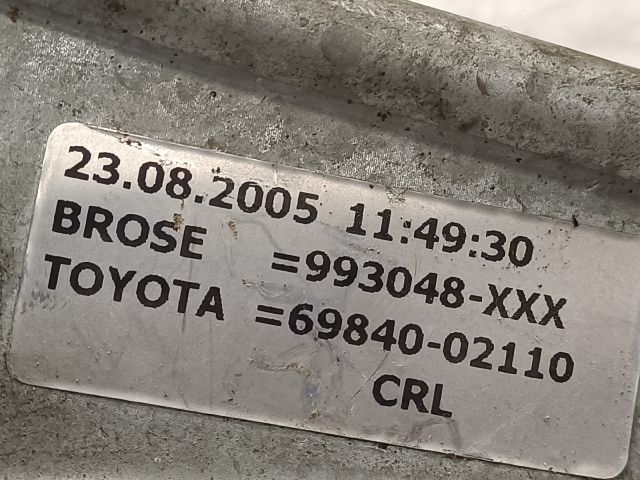 23.08.2005 11:49:30
BROSE =993048-XXX
TOYOTA =69840-02110
CRL